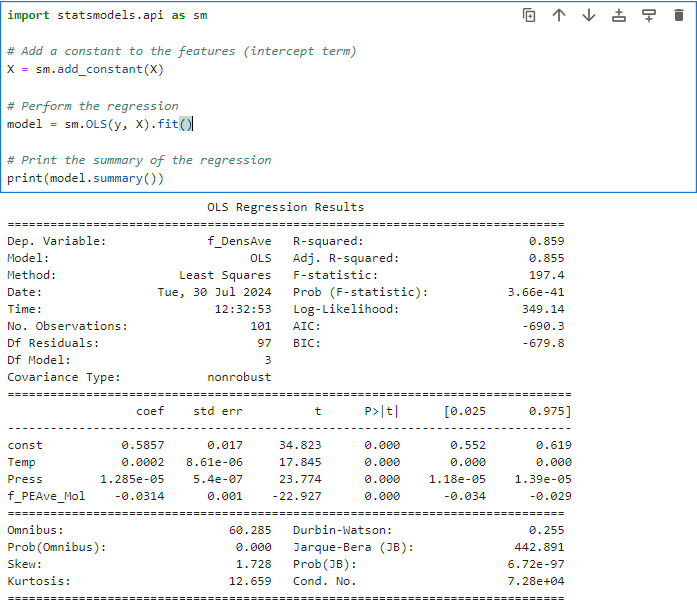 import statsmodels.api as sm
# Add a constant to the features (intercept term)
X = sm.add_constant(X)
# Perform the regression
model = sm.OLS(y, X).fit()
# Print the summary of the regression
print(model.summary())
OLS Regression Results
==============================================================================
Dep. Variable: f_DensAve R-squared: 0.859
Model: OLS Adj. R-squared: 0.855
Method: Least Squares F-statistic: 197.4
Date: Tue, 30 Jul 2024 Prob (F-statistic): 3.66e-41
Time: 12:32:53 Log-Likelihood: 349.14
No. Observations: 101 AIC: -690.3
Df Residuals: 97 BIC: -679.8
Df Model: 3
Covariance Type: nonrobust
===============================================================================
coef std err t P>|t| [0.025 0.975]
-------------------------------------------------------------------------------
const 0.5857 0.017 34.823 0.000 0.552 0.619
Temp 0.0002 8.61e-06 17.845 0.000 0.000 0.000
Press 1.285e-05 5.4e-07 23.774 0.000 1.18e-05 1.39e-05
f_PEAve_Mol -0.0314 0.001 -22.927 0.000 -0.034 -0.029
==============================================================================
Omnibus: 60.285 Durbin-Watson: 0.255
Prob(Omnibus): 0.000 Jarque-Bera (JB): 442.891
Skew: 1.728 Prob(JB): 6.72e-97
Kurtosis: 12.659 Cond. No. 7.28e+04
==============================================================================